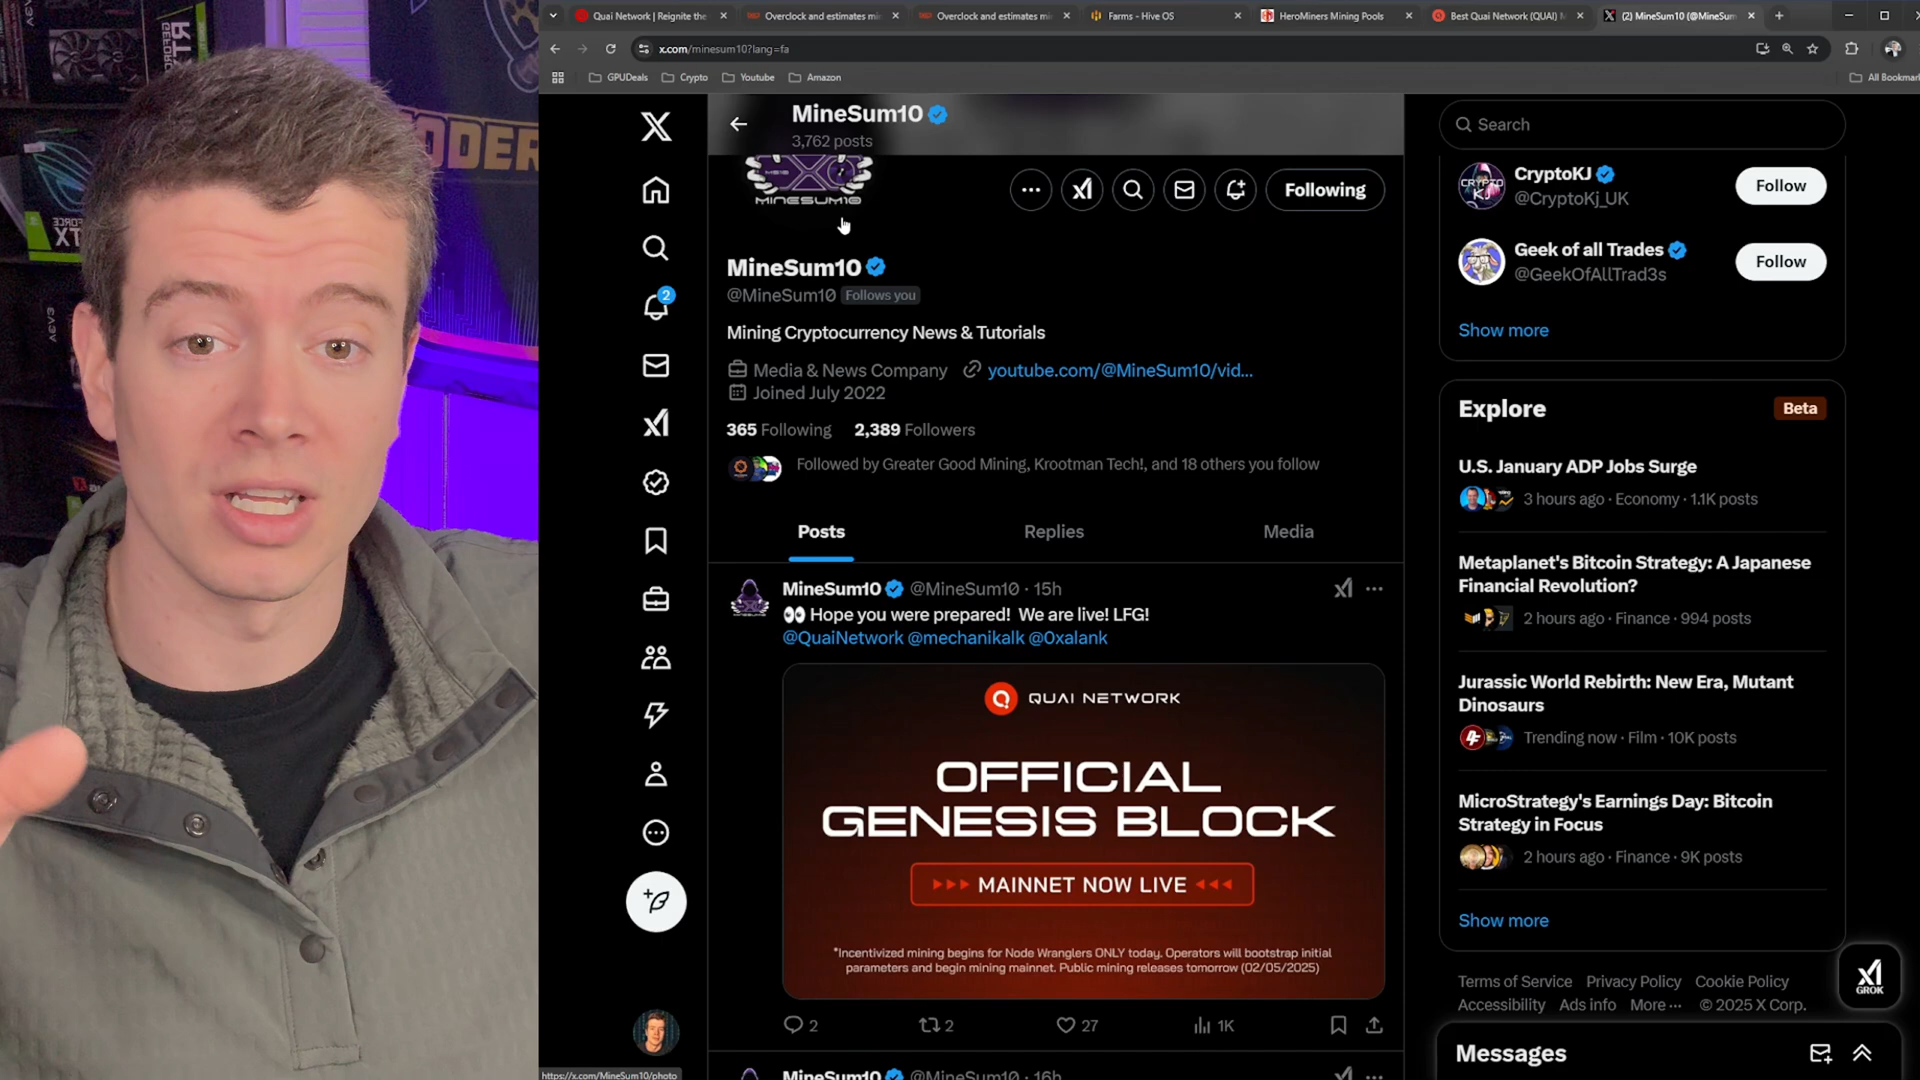 Quai Network | Reignite the
Overclock and estimates mi
Overclock and estimates mi
Farms - Hive OS
HeroMiners Mining Pools
Best Quai Network (QUAI) M
(2) MineSum10 (@MineSum
x.com/minesum10?lang=fa
GPUDeals
Crypto
Youtube
Amazon
All Bookmar
MineSum10
3,762 posts
MINESUM10
Following
MineSum10
@MineSum10 Follows you
Mining Cryptocurrency News & Tutorials
Media & News Company youtube.com/@MineSum10/vid...
Joined July 2022
365 Following 2,389 Followers
Followed by Greater Good Mining, Krootman Tech!, and 18 others you follow
Posts
Replies
Media
MineSum10 @MineSum10 · 15h
👀 Hope you were prepared! We are live! LFG!
@QuaiNetwork @mechanikalk @0xalank
QUAI NETWORK
OFFICIAL
GENESIS BLOCK
MAINNET NOW LIVE
*Incentivized mining begins for Node Wranglers ONLY today. Operators will bootstrap initial
parameters and begin mining mainnet. Public mining releases tomorrow (02/05/2025)
2
2
27
1K
MineSum10 @MineSum10 · 16h
https://x.com/MineSum10/photo
2
Search
CryptoKJ
@CryptoKj_UK
Follow
Geek of all Trades
@GeekOfAllTrad3s
Follow
Show more
Explore
Beta
U.S. January ADP Jobs Surge
3 hours ago · Economy · 1.1K posts
Metaplanet's Bitcoin Strategy: A Japanese
Financial Revolution?
2 hours ago · Finance · 994 posts
Jurassic World Rebirth: New Era, Mutant
Dinosaurs
Trending now · Film · 10K posts
MicroStrategy's Earnings Day: Bitcoin
Strategy in Focus
2 hours ago · Finance · 9K posts
Show more
Terms of Service Privacy Policy Cookie Policy
Accessibility Ads info More ··· © 2025 X Corp.
GROK
Messages
RTX
ODER
EVGA